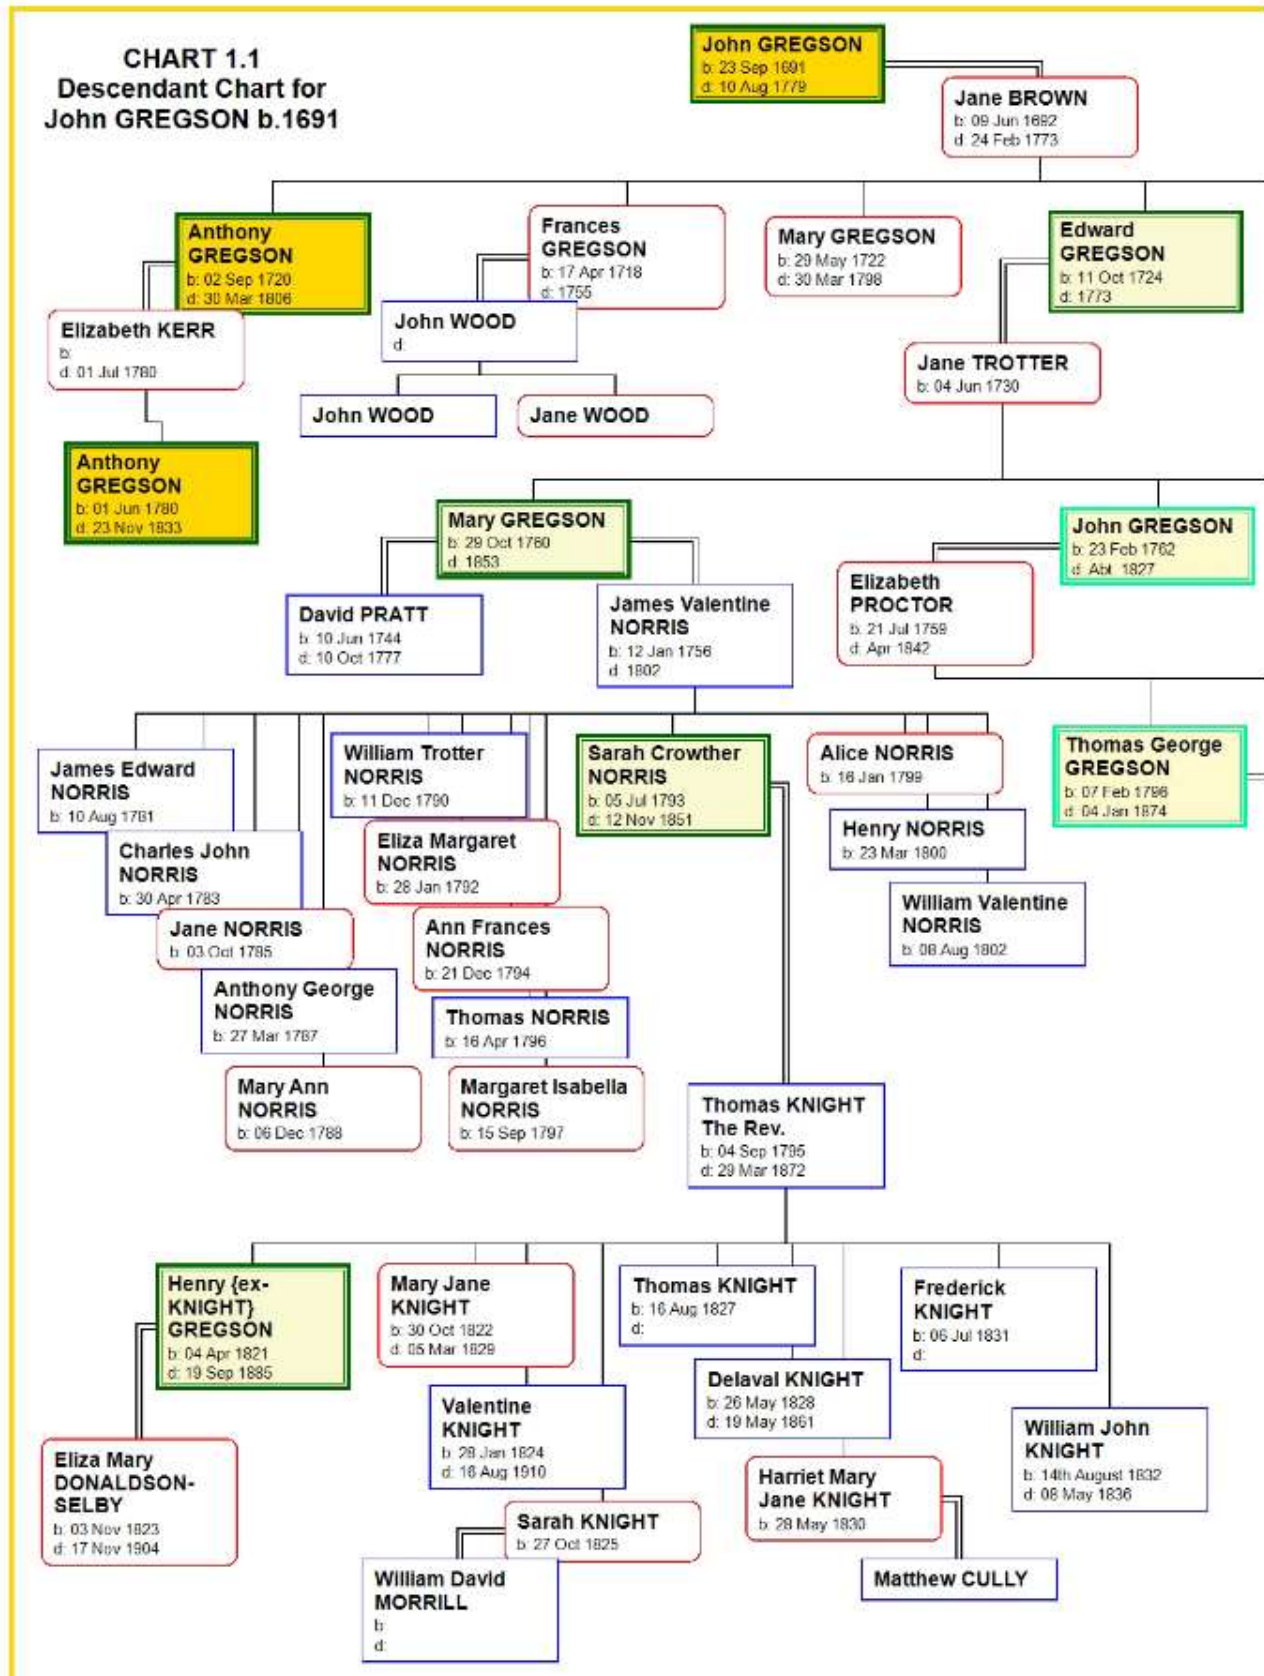 CHART 1.1
Descendant Chart for
John GREGSON b.1691
John GREGSON
b: 23 Sep 1691
d: 10 Aug 1779
Jane BROWN
b: 09 Jun 1692
d: 24 Feb 1773
Anthony
GREGSON
b: 02 Sep 1720
d: 30 Mar 1806
Elizabeth KERR
b:
d: 01 Jul 1780
Anthony
GREGSON
b: 01 Jun 1780
d: 23 Nov 1833
Frances
GREGSON
b: 17 Apr 1718
d: 1755
John WOOD
d:
John WOOD
Jane WOOD
Mary GREGSON
b: 29 May 1722
d: 30 Mar 1798
Edward
GREGSON
b: 11 Oct 1724
d: 1773
Jane TROTTER
b: 04 Jun 1730
Mary GREGSON
b: 29 Oct 1760
d: 1853
David PRATT
b: 10 Jun 1744
d: 10 Oct 1777
James Valentine
NORRIS
b: 12 Jan 1756
d: 1802
John GREGSON
b: 23 Feb 1762
d: Abt. 1827
Elizabeth
PROCTOR
b: 21 Jul 1759
d: Apr 1842
Thomas George
GREGSON
b: 07 Feb 1796
d: 04 Jan 1874
James Edward
NORRIS
b: 10 Aug 1781
Charles John
NORRIS
b: 30 Apr 1783
Jane NORRIS
b: 03 Oct 1785
Anthony George
NORRIS
b: 27 Mar 1787
Mary Ann
NORRIS
b: 06 Dec 1788
William Trotter
NORRIS
b: 11 Dec 1790
Eliza Margaret
NORRIS
b: 28 Jan 1792
Ann Frances
NORRIS
b: 21 Dec 1794
Thomas NORRIS
b: 16 Apr 1796
Margaret Isabella
NORRIS
b: 15 Sep 1797
Sarah Crowther
NORRIS
b: 05 Jul 1793
d: 12 Nov 1851
Alice NORRIS
b: 16 Jan 1799
Henry NORRIS
b: 23 Mar 1800
William Valentine
NORRIS
b: 08 Aug 1802
Thomas KNIGHT
The Rev.
b: 04 Sep 1795
d: 29 Mar 1872
Henry {ex-
KNIGHT}
GREGSON
b: 04 Apr 1821
d: 19 Sep 1885
Eliza Mary
DONALDSON-
SELBY
b: 03 Nov 1823
d: 17 Nov 1904
Mary Jane
KNIGHT
b: 30 Oct 1822
d: 05 Mar 1829
Valentine
KNIGHT
b: 28 Jan 1824
d: 16 Aug 1910
Sarah KNIGHT
b: 27 Oct 1825
William David
MORRILL
b:
d:
Thomas KNIGHT
b: 16 Aug 1827
d:
Delaval KNIGHT
b: 26 May 1828
d: 19 May 1861
Harriet Mary
Jane KNIGHT
b: 28 May 1830
Matthew CULLY
Frederick
KNIGHT
b: 06 Jul 1831
d:
William John
KNIGHT
b: 14th August 1832
d: 08 May 1836